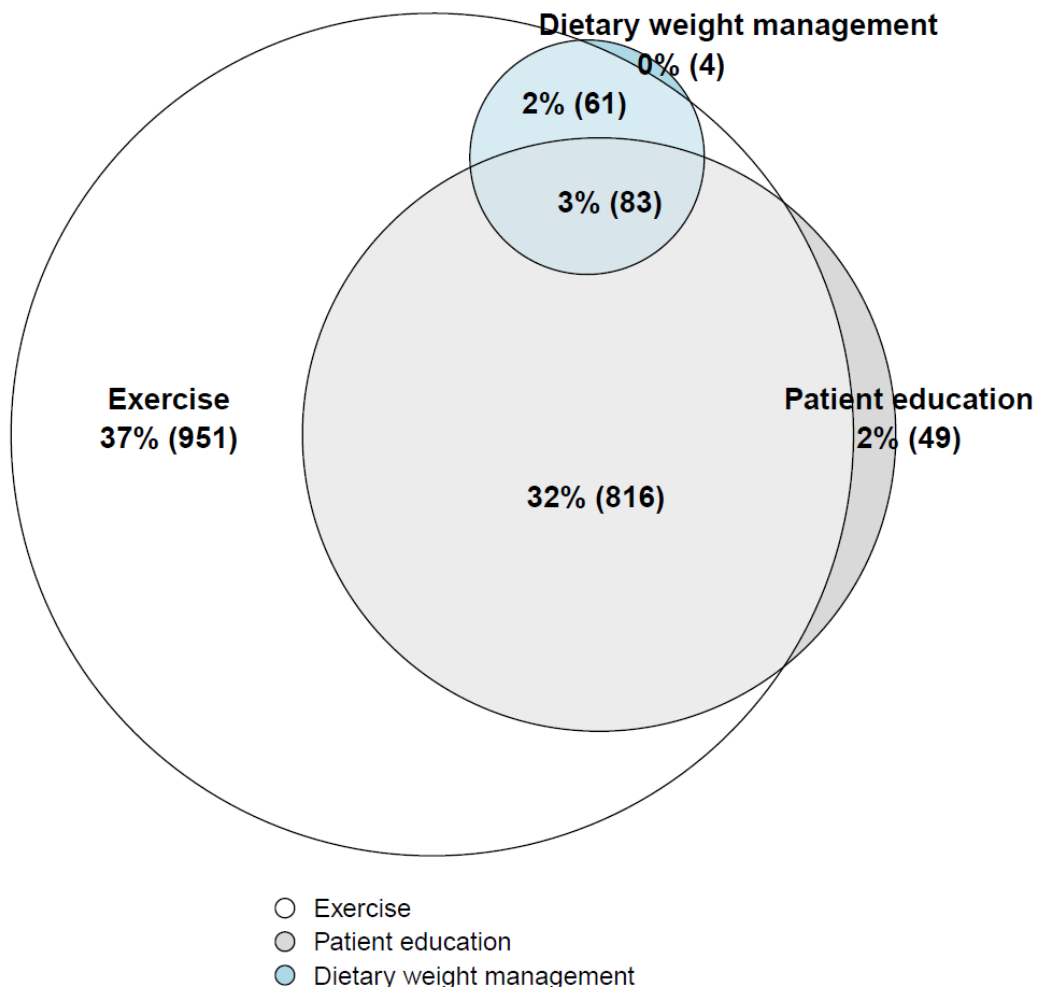 Dietary weight management
0% (4)
2% (61)
3% (83)
Exercise
37% (951)
Patient education
2% (49)
32% (816)
Exercise
Patient education
Dietary weight management